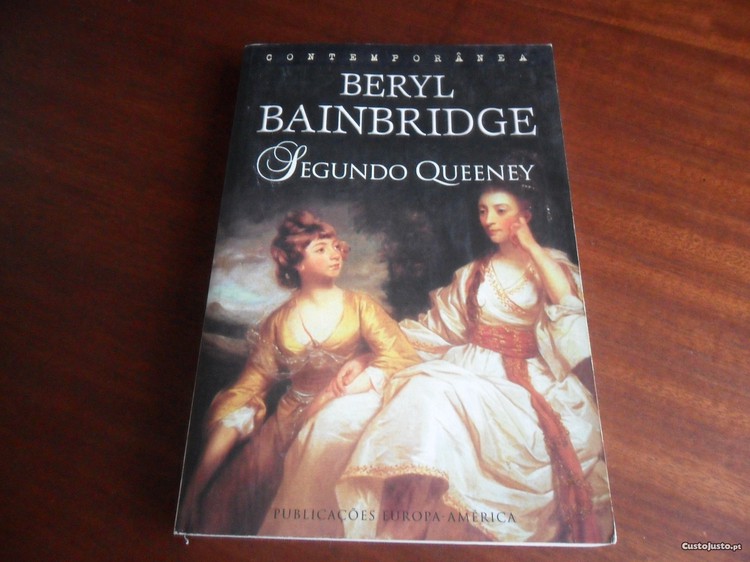 CONTEMPORÂNEA
BERYL
BAINBRIDGE
SEGUNDO QUEENEY
PUBLICAÇÕES EUROPA-AMÉRICA
CustoJusto.pt